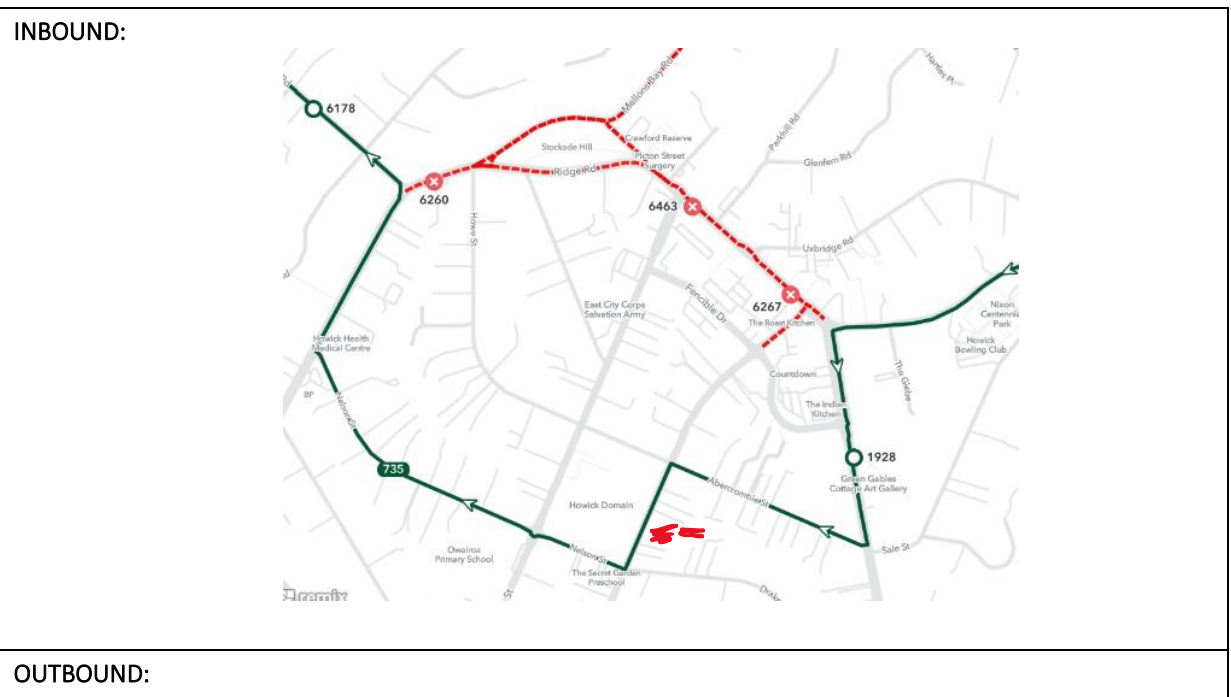 INBOUND:
Mellons Bay Rd
Hartles Pl
6178
Crawford Reserve
Parkhill Rd
Stockade Hill
Picton Street
Surgery
Glenfern Rd
Ridge Rd
6260
6463
Howe St
Uxbridge Rd
Fencible Dr
East City Corps
Salvation Army
6267
The Roast Kitchen
Nixon
Centennia
Park
Howick Health
Medical Centre
Howick
Bowling Club
Countdown
The Glebe
BP
Nelson St
The Indian
Kitchen
735
1928
Green Gables
Cottage Art Gallery
Abercrombie St
Howick Domain
Owairoa
Primary School
Nelson St
Sale St
The Secret Garden
Preschool
Drake
St
remix
OUTBOUND: